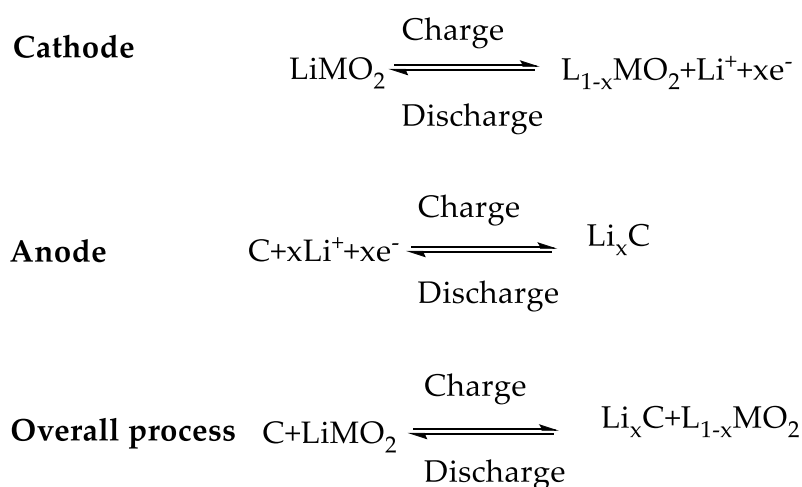 Cathode
Charge
LiMO₂ ⇌ L₁₋ₓMO₂+Li⁺+xe⁻
Discharge
Charge
Anode C+xLi⁺+xe⁻ ⇌ LiₓC
Discharge
Charge
Overall process C+LiMO₂ ⇌ LiₓC+L₁₋ₓMO₂
Discharge